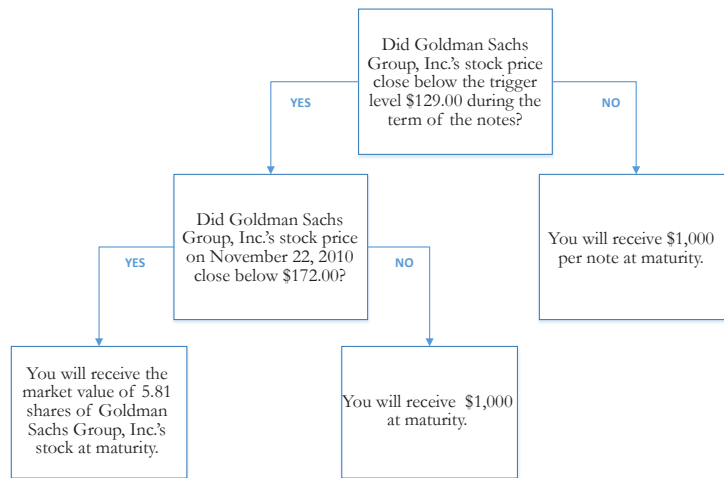 Did Goldman Sachs
Group, Inc.'s stock price
close below the trigger
level $129.00 during the
term of the notes?
YES
NO
Did Goldman Sachs
Group, Inc.'s stock price
on November 22, 2010
close below $172.00?
You will receive $1,000
per note at maturity.
YES
NO
You will receive the
market value of 5.81
shares of Goldman
Sachs Group, Inc.'s
stock at maturity.
You will receive $1,000
at maturity.